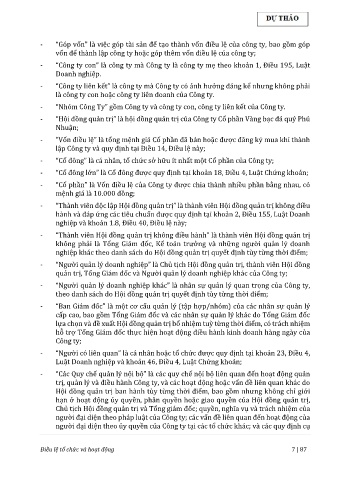 DỰ THẢO
- "Góp vốn" là việc góp tài sản để tạo thành vốn điều lệ của công ty, bao gồm góp
vốn để thành lập công ty hoặc góp thêm vốn điều lệ của công ty;
- "Công ty con" là công ty mà Công ty là công ty mẹ theo khoản 1, Điều 195, Luật
Doanh nghiệp.
- "Công ty liên kết" là công ty mà Công ty có ảnh hưởng đáng kể nhưng không phải
là công ty con hoặc công ty liên doanh của Công ty.
- "Nhóm Công Ty" gồm Công ty và công ty con, công ty liên kết của Công ty.
- "Hội đồng quản trị" là hội đồng quản trị của Công ty Cổ phần Vàng bạc đá quý Phú
Nhuận;
- "Vốn điều lệ" là tổng mệnh giá Cổ phần đã bán hoặc được đăng ký mua khi thành
lập Công ty và quy định tại Điều 14, Điều lệ này;
- "Cổ đông" là cá nhân, tổ chức sở hữu ít nhất một Cổ phần của Công ty;
- "Cổ đông lớn" là Cổ đông được quy định tại khoản 18, Điều 4, Luật Chứng khoán;
- "Cổ phần" là Vốn điều lệ của Công ty được chia thành nhiều phần bằng nhau, có
mệnh giá là 10.000 đồng;
- "Thành viên độc lập Hội đồng quản trị" là thành viên Hội đồng quản trị không điều
hành và đáp ứng các tiêu chuẩn được quy định tại khoản 2, Điều 155, Luật Doanh
nghiệp và khoản 1.8, Điều 40, Điều lệ này;
- "Thành viên Hội đồng quản trị không điều hành" là thành viên Hội đồng quản trị
không phải là Tổng Giám đốc, Kế toán trưởng và những người quản lý doanh
nghiệp khác theo danh sách do Hội đồng quản trị quyết định tùy từng thời điểm;
- "Người quản lý doanh nghiệp" là Chủ tịch Hội đồng quản trị, thành viên Hội đồng
quản trị, Tổng Giám đốc và Người quản lý doanh nghiệp khác của Công ty;
- "Người quản lý doanh nghiệp khác" là nhân sự quản lý quan trọng của Công ty,
theo danh sách do Hội đồng quản trị quyết định tùy từng thời điểm;
- "Ban Giám đốc" là một cơ cấu quản lý (tập hợp/nhóm) của các nhân sự quản lý
cấp cao, bao gồm Tổng Giám đốc và các nhân sự quản lý khác do Tổng Giám đốc
lựa chọn và đề xuất Hội đồng quản trị bổ nhiệm tuỳ từng thời điểm, có trách nhiệm
hỗ trợ Tổng Giám đốc thực hiện hoạt động điều hành kinh doanh hàng ngày của
Công ty;
- "Người có liên quan" là cá nhân hoặc tổ chức được quy định tại khoản 23, Điều 4,
Luật Doanh nghiệp và khoản 46, Điều 4, Luật Chứng khoán;
- "Các Quy chế quản lý nội bộ" là các quy chế nội bộ liên quan đến hoạt động quản
trị, quản lý và điều hành Công ty, và các hoạt động hoặc vấn đề liên quan khác do
Hội đồng quản trị ban hành tùy từng thời điểm, bao gồm nhưng không chỉ giới
hạn ở hoạt động ủy quyền, phân quyền hoặc giao quyền của Hội đồng quản trị,
Chủ tịch Hội đồng quản trị và Tổng giám đốc; quyền, nghĩa vụ và trách nhiệm của
người đại diện theo pháp luật của Công ty; các vấn đề liên quan đến hoạt động của
người đại diện theo ủy quyền của Công ty tại các tổ chức khác; và các quy định cụ
Điều lệ tổ chức và hoạt động 7 | 87